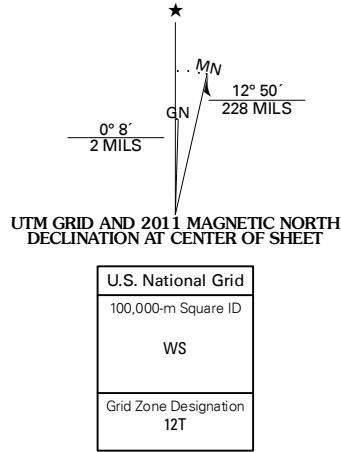 ★
MN
12° 50´
228 MILS
GN
0° 8´
2 MILS
UTM GRID AND 2011 MAGNETIC NORTH
DECLINATION AT CENTER OF SHEET
U.S. National Grid
100,000-m Square ID
WS
Grid Zone Designation
12T